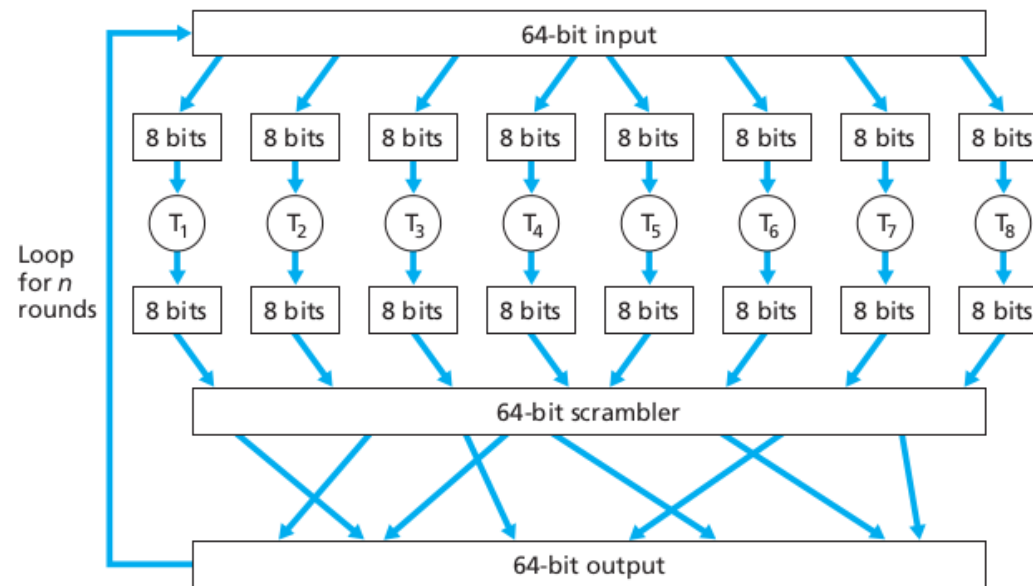 64-bit input
8 bits 8 bits 8 bits 8 bits 8 bits 8 bits 8 bits 8 bits
T1 T2 T3 T4 T5 T6 T7 T8
Loop
for n
rounds
8 bits 8 bits 8 bits 8 bits 8 bits 8 bits 8 bits 8 bits
64-bit scrambler
64-bit output